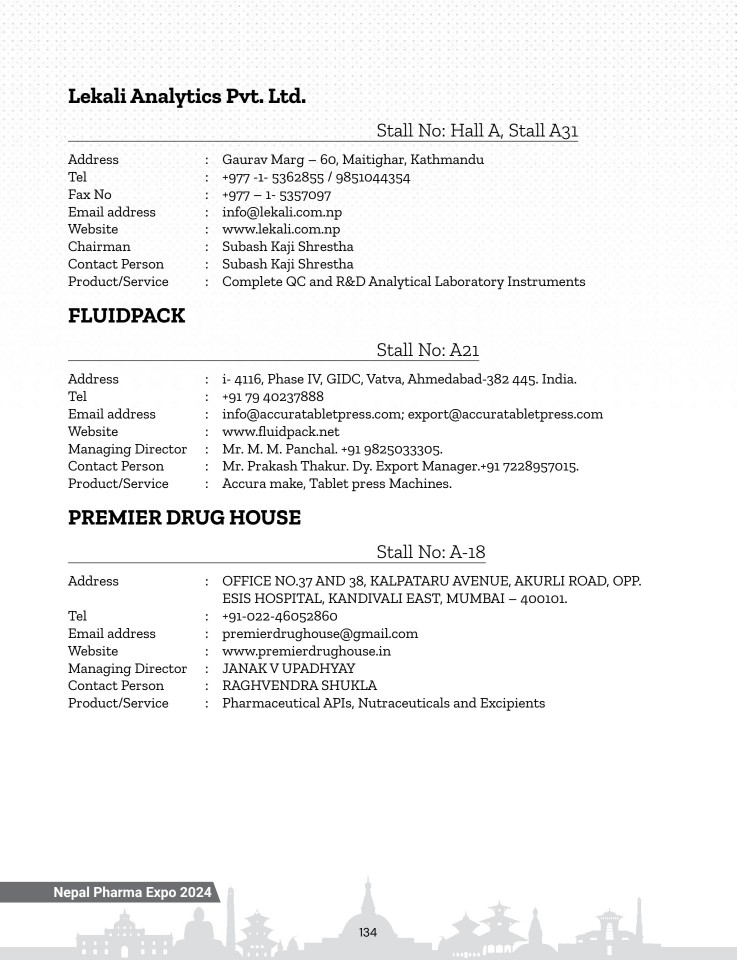 Lekali Analytics Pvt. Ltd.
Stall No: Hall A, Stall A31
Address : Gaurav Marg – 60, Maitighar, Kathmandu
Tel : +977 -1- 5362855 / 9851044354
Fax No : +977 – 1- 5357097
Email address : info@lekali.com.np
Website : www.lekali.com.np
Chairman : Subash Kaji Shrestha
Contact Person : Subash Kaji Shrestha
Product/Service : Complete QC and R&D Analytical Laboratory Instruments
FLUIDPACK
Stall No: A21
Address : i- 4116, Phase IV, GIDC, Vatva, Ahmedabad-382 445. India.
Tel : +91 79 40237888
Email address : info@accuratabletpress.com; export@accuratabletpress.com
Website : www.fluidpack.net
Managing Director : Mr. M. M. Panchal. +91 9825033305.
Contact Person : Mr. Prakash Thakur. Dy. Export Manager.+91 7228957015.
Product/Service : Accura make, Tablet press Machines.
PREMIER DRUG HOUSE
Stall No: A-18
Address : OFFICE NO.37 AND 38, KALPATARU AVENUE, AKURLI ROAD, OPP.
ESIS HOSPITAL, KANDIVALI EAST, MUMBAI – 400101.
Tel : +91-022-46052860
Email address : premierdrughouse@gmail.com
Website : www.premierdrughouse.in
Managing Director : JANAK V UPADHYAY
Contact Person : RAGHVENDRA SHUKLA
Product/Service : Pharmaceutical APIs, Nutraceuticals and Excipients
Nepal Pharma Expo 2024
134